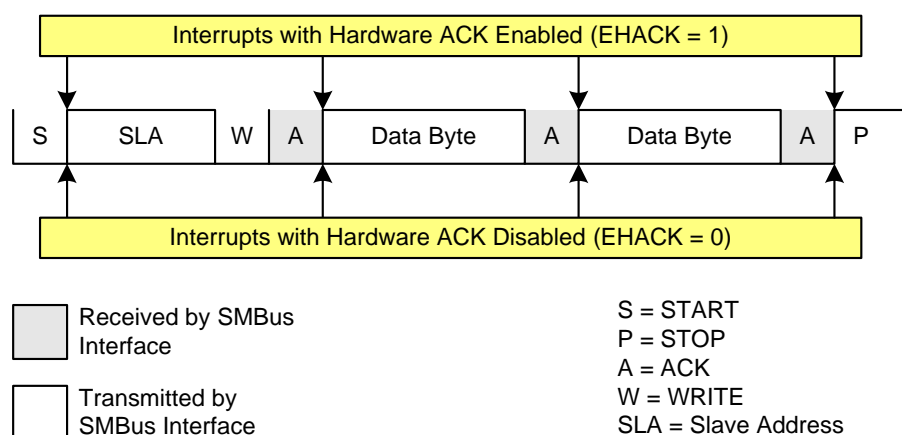 Interrupts with Hardware ACK Enabled (EHACK = 1)
S SLA W A Data Byte A Data Byte A P
Interrupts with Hardware ACK Disabled (EHACK = 0)
Received by SMBus
Interface
Transmitted by
SMBus Interface
S = START
P = STOP
A = ACK
W = WRITE
SLA = Slave Address